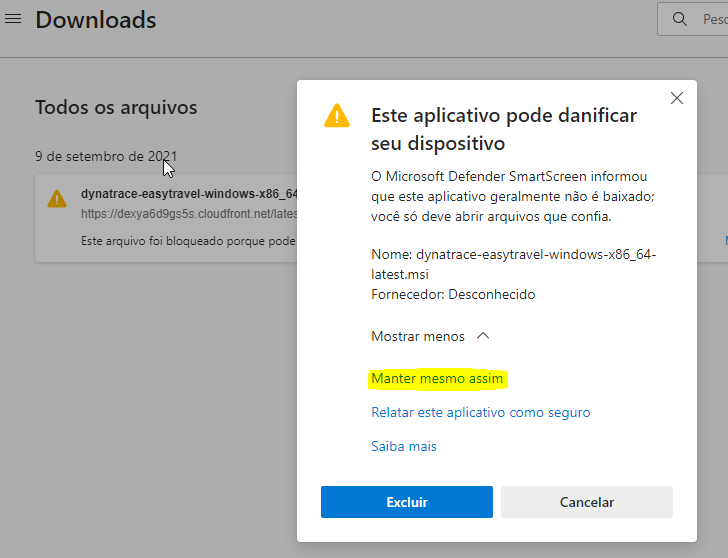 Downloads
Todos os arquivos
9 de setembro de 2021
dynatrace-easytravel-windows-x86_64
https://dexya6d9gs5s.cloudfront.net/lates
Este arquivo foi bloqueado porque pode
Este aplicativo pode danificar
seu dispositivo
O Microsoft Defender SmartScreen informou
que este aplicativo geralmente não é baixado;
você só deve abrir arquivos que confia.
Nome: dynatrace-easytravel-windows-x86_64-
latest.msi
Fornecedor: Desconhecido
Mostrar menos
Manter mesmo assim
Relatar este aplicativo como seguro
Saiba mais
Excluir
Cancelar